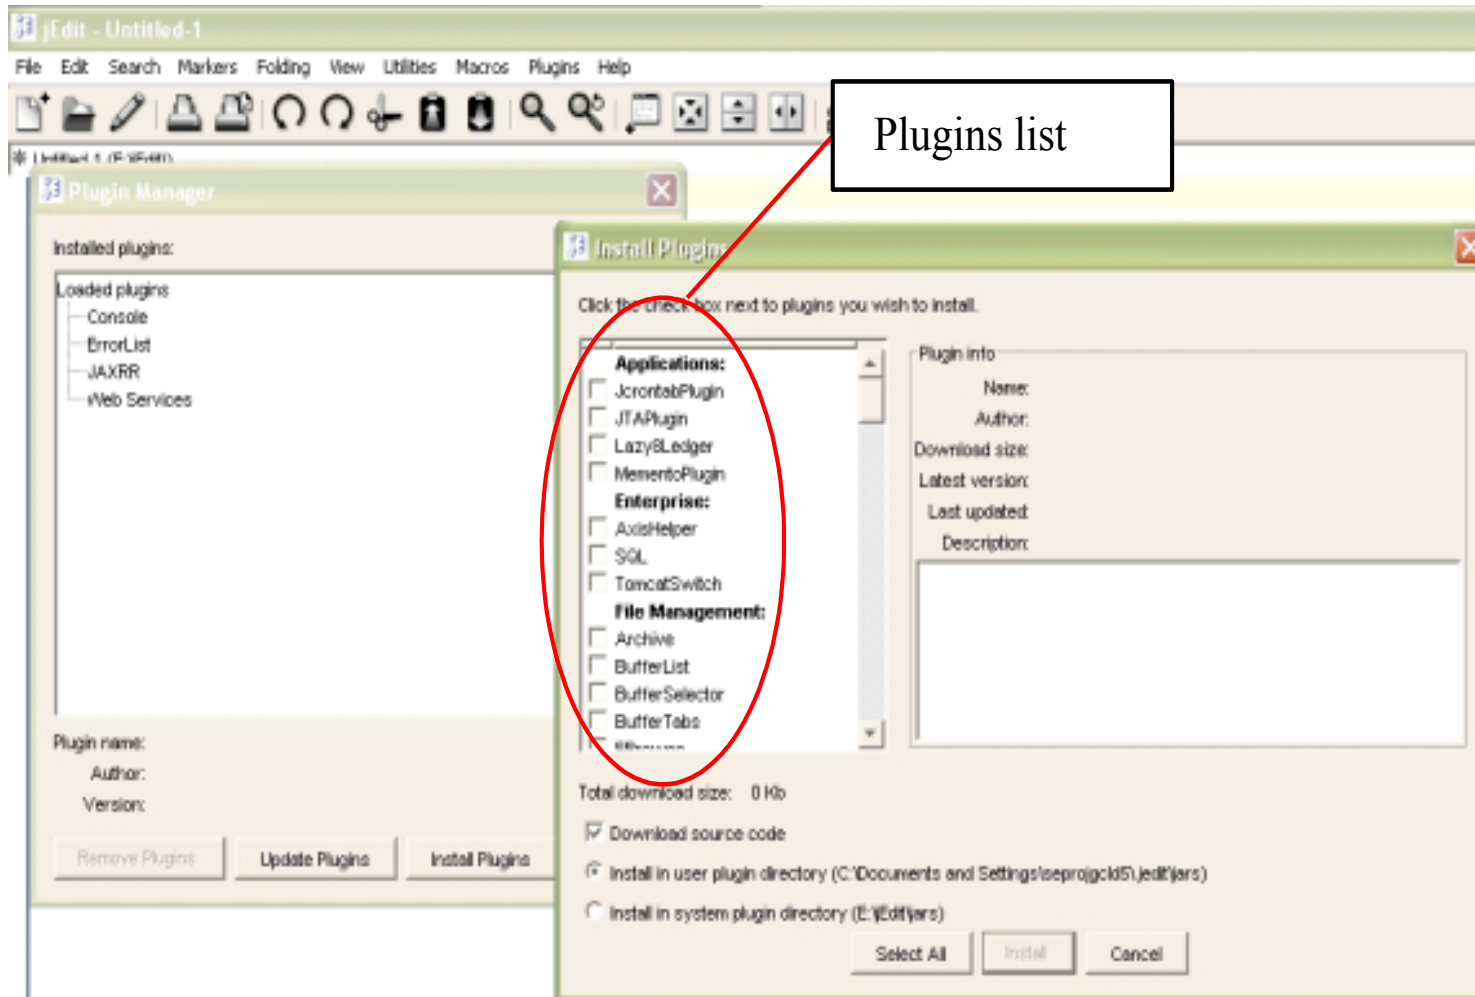 jEdit - Untitled-1
File Edit Search Markers Folding View Utilities Macros Plugins Help
Plugins list
Untitled-1 (E:\jEdit\)
Plugin Manager
Installed plugins:
Loaded plugins
Console
ErrorList
JAXRR
Web Services
Plugin name:
Author:
Version:
Remove Plugins Update Plugins Install Plugins
Install Plugins
Click the check box next to plugins you wish to install.
Applications:
JcrontabPlugin
JTAPlugin
Lazy8Ledger
MementoPlugin
Enterprise:
AxisHelper
SQL
TomcatSwitch
File Management:
Archive
BufferList
BufferSelector
BufferTabs
Plugin info
Name:
Author:
Download size:
Latest version:
Last updated:
Description:
Total download size: 0 Kb
Download source code
Install in user plugin directory (C:\Documents and Settings\seprojgcld5\.jedit\jars)
Install in system plugin directory (E:\jEdit\jars)
Select All Install Cancel